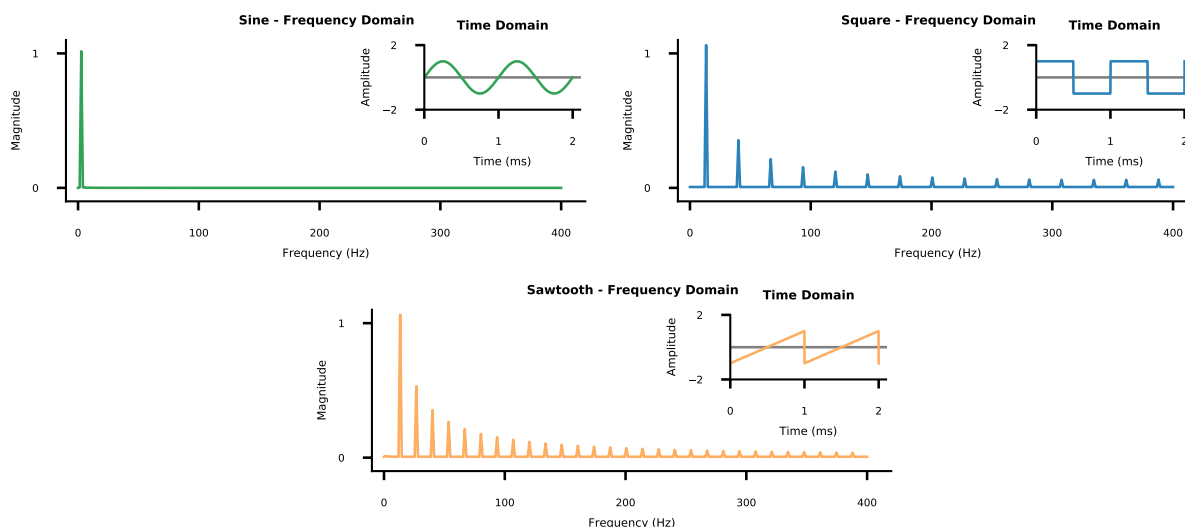 Sine - Frequency Domain
Time Domain
Magnitude
1
0
0 100 200 300 400
Frequency (Hz)
Amplitude
2
−2
0 1 2
Time (ms)
Square - Frequency Domain
Time Domain
Magnitude
1
0
0 100 200 300 400
Frequency (Hz)
Amplitude
2
−2
0 1 2
Time (ms)
Sawtooth - Frequency Domain
Time Domain
Magnitude
1
0
0 100 200 300 400
Frequency (Hz)
Amplitude
2
−2
0 1 2
Time (ms)